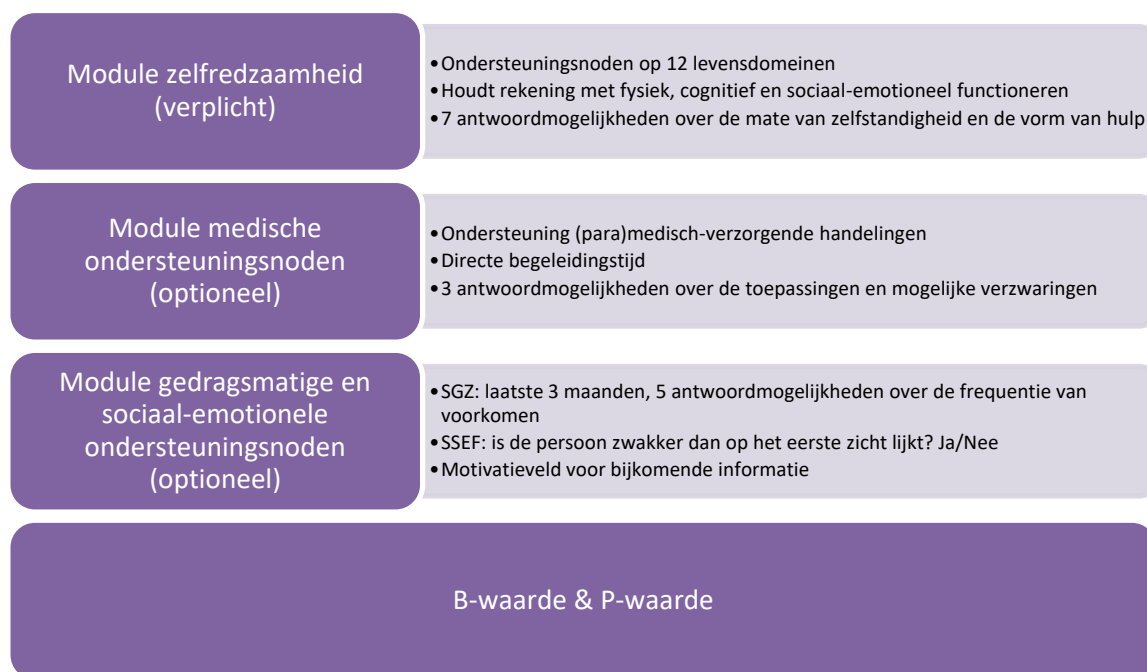 Module zelfredzaamheid
(verplicht)
•Ondersteuningsnoden op 12 levensdomeinen
•Houdt rekening met fysiek, cognitief en sociaal-emotioneel functioneren
•7 antwoordmogelijkheden over de mate van zelfstandigheid en de vorm van hulp
Module medische
ondersteuningsnoden
(optioneel)
•Ondersteuning (para)medisch-verzorgende handelingen
•Directe begeleidingstijd
•3 antwoordmogelijkheden over de toepassingen en mogelijke verzwaringen
Module gedragsmatige en
sociaal-emotionele
ondersteuningsnoden
(optioneel)
•SGZ: laatste 3 maanden, 5 antwoordmogelijkheden over de frequentie van
voorkomen
•SSEF: is de persoon zwakker dan op het eerste zicht lijkt? Ja/Nee
•Motivatieveld voor bijkomende informatie
B-waarde & P-waarde